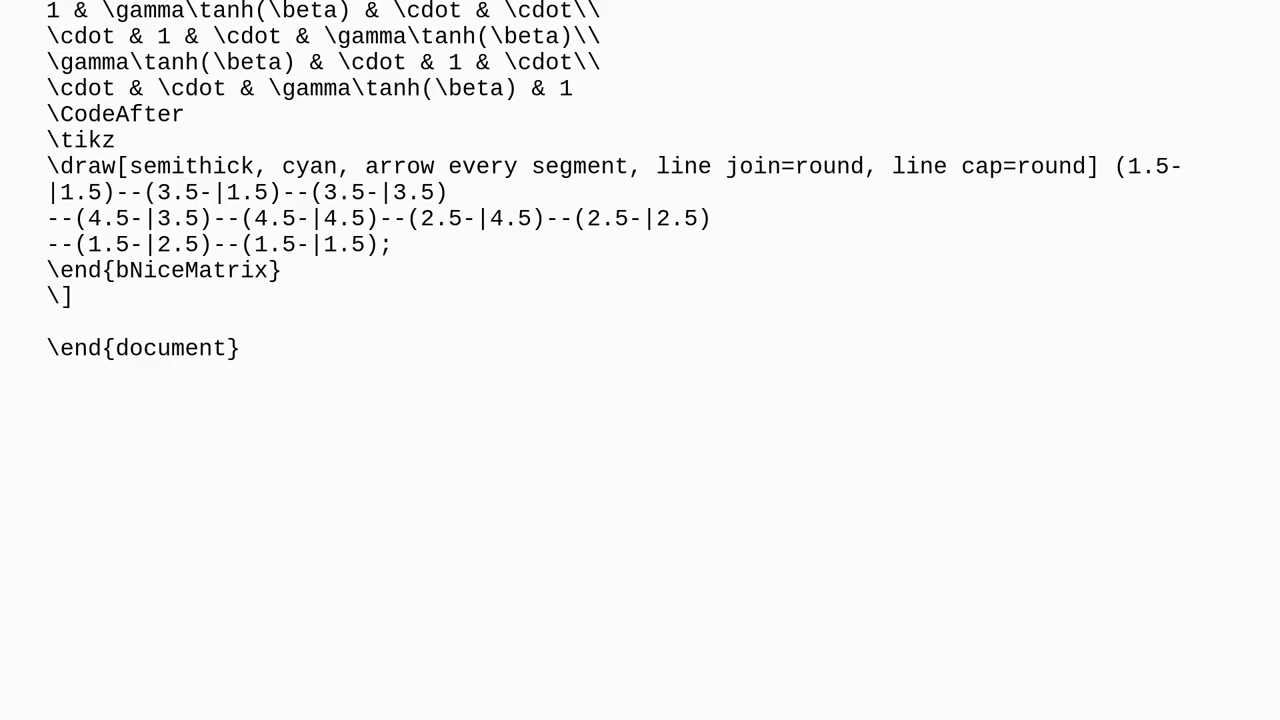 1 & \gamma\tanh(\beta) & \cdot & \cdot\\
\cdot & 1 & \cdot & \gamma\tanh(\beta)\\
\gamma\tanh(\beta) & \cdot & 1 & \cdot\\
\cdot & \cdot & \gamma\tanh(\beta) & 1
\CodeAfter
\tikz
\draw[semithick, cyan, arrow every segment, line join=round, line cap=round] (1.5-
|1.5)--(3.5-|1.5)--(3.5-|3.5)
--(4.5-|3.5)--(4.5-|4.5)--(2.5-|4.5)--(2.5-|2.5)
--(1.5-|2.5)--(1.5-|1.5);
\end{bNiceMatrix}
\]
\end{document}